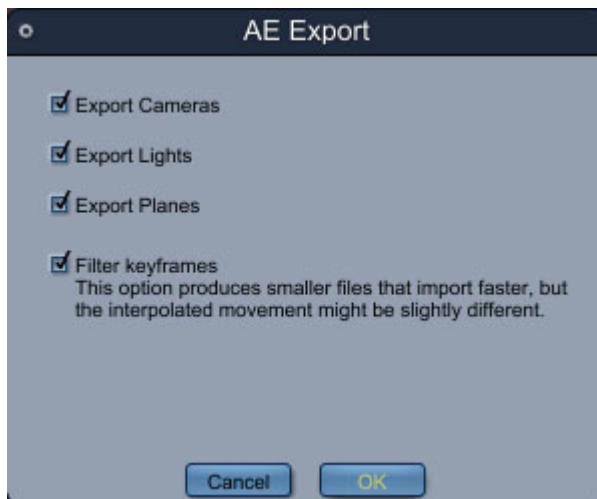 AE Export
Export Cameras
Export Lights
Export Planes
Filter keyframes
This option produces smaller files that import faster, but
the interpolated movement might be slightly different.
Cancel OK